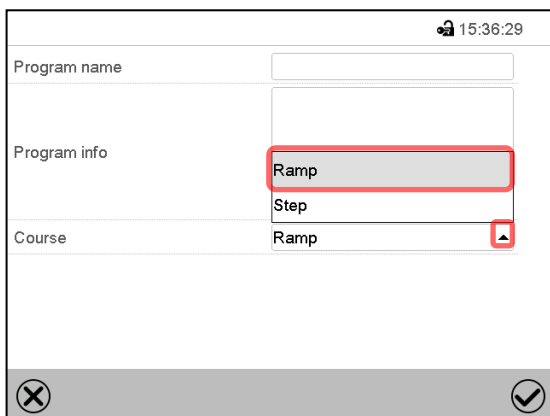 15:36:29
Program name
Program info
Ramp
Step
Course
Ramp